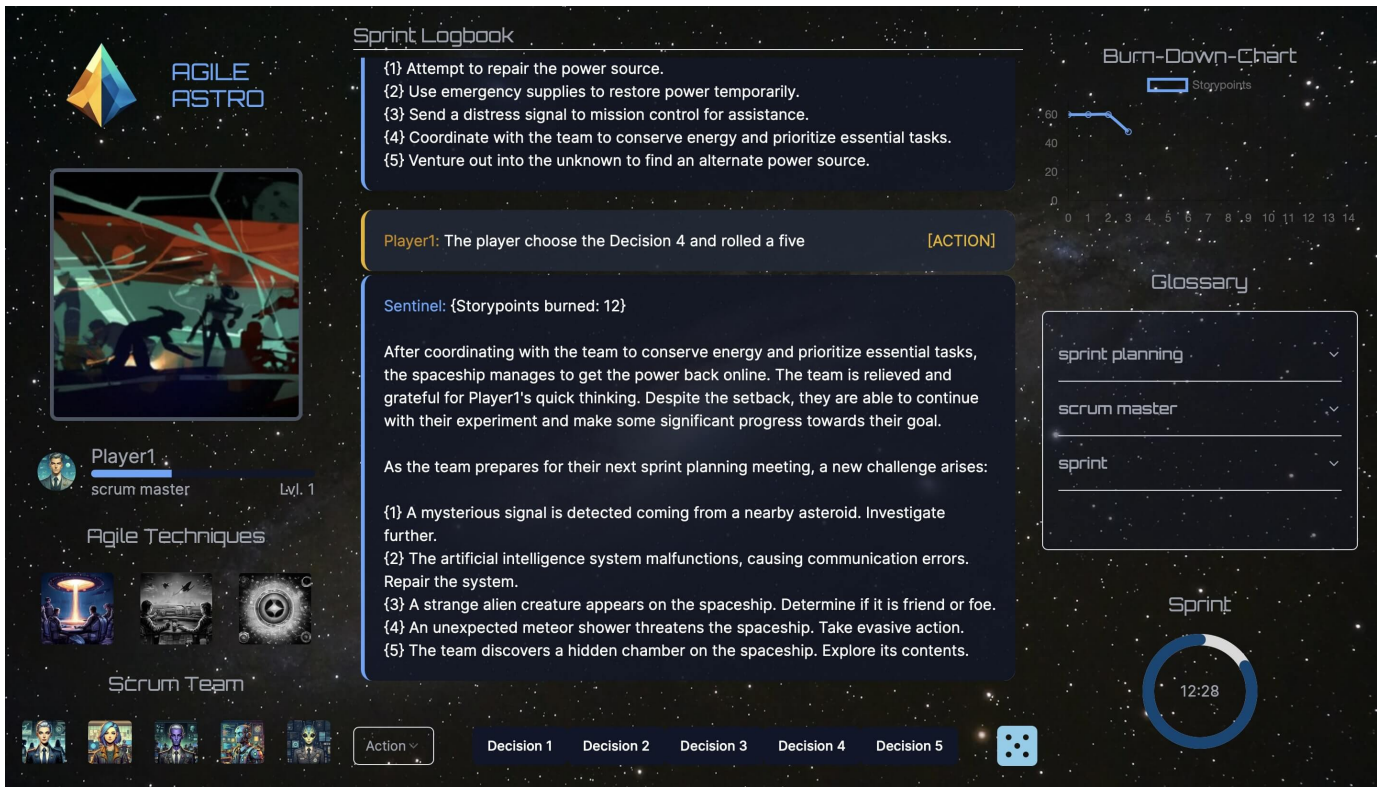 AGILE
ASTRO
Player1
scrum master
Lvl. 1
Agile Techniques
Scrum Team
Sprint Logbook
{1} Attempt to repair the power source.
{2} Use emergency supplies to restore power temporarily.
{3} Send a distress signal to mission control for assistance.
{4} Coordinate with the team to conserve energy and prioritize essential tasks.
{5} Venture out into the unknown to find an alternate power source.
Player1: The player choose the Decision 4 and rolled a five [ACTION]
Sentinel: {Storypoints burned: 12}
After coordinating with the team to conserve energy and prioritize essential tasks,
the spaceship manages to get the power back online. The team is relieved and
grateful for Player1's quick thinking. Despite the setback, they are able to continue
with their experiment and make some significant progress towards their goal.
As the team prepares for their next sprint planning meeting, a new challenge arises:
{1} A mysterious signal is detected coming from a nearby asteroid. Investigate
further.
{2} The artificial intelligence system malfunctions, causing communication errors.
Repair the system.
{3} A strange alien creature appears on the spaceship. Determine if it is friend or foe.
{4} An unexpected meteor shower threatens the spaceship. Take evasive action.
{5} The team discovers a hidden chamber on the spaceship. Explore its contents.
Action
Decision 1 Decision 2 Decision 3 Decision 4 Decision 5
Burn-Down-Chart
Storypoints
60
40
20
0
0 1 2 3 4 5 6 7 8 9 10 11 12 13 14
Glossary
sprint planning
scrum master
sprint
Sprint
12:28